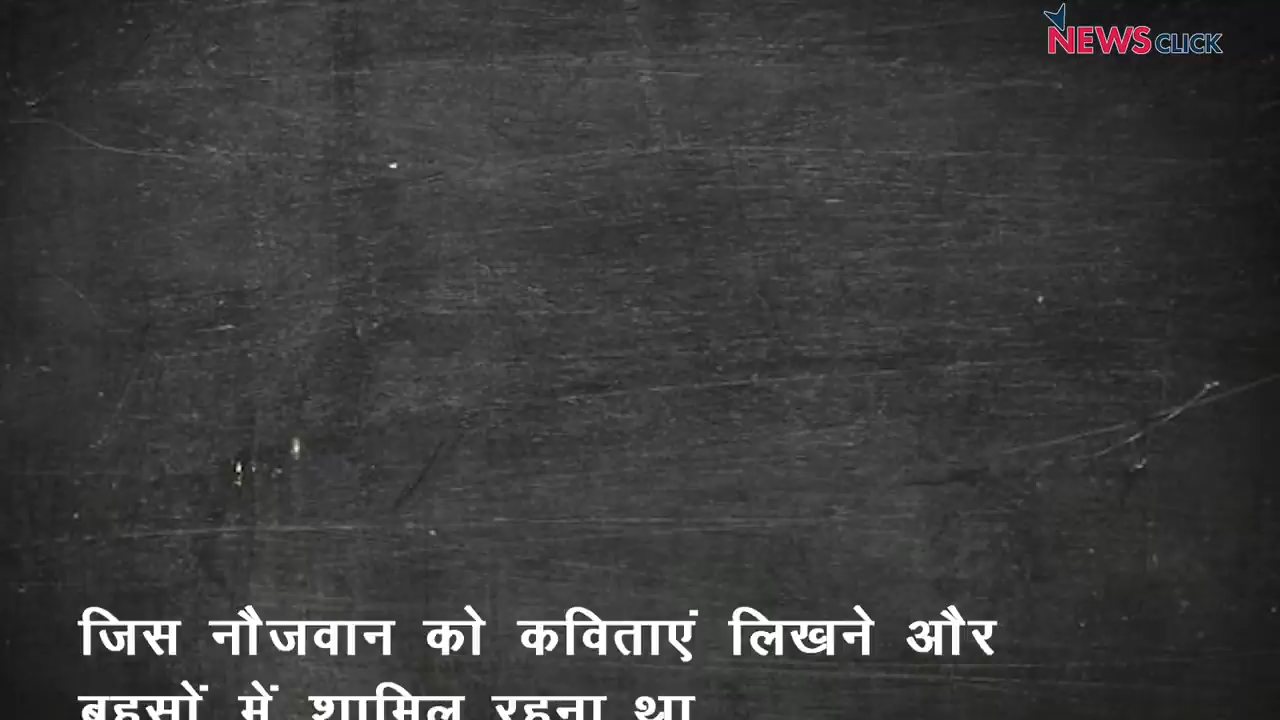 NEWSCLICK
जिस नौजवान को कविताएं लिखने और
बहसों में शामिल रहना था